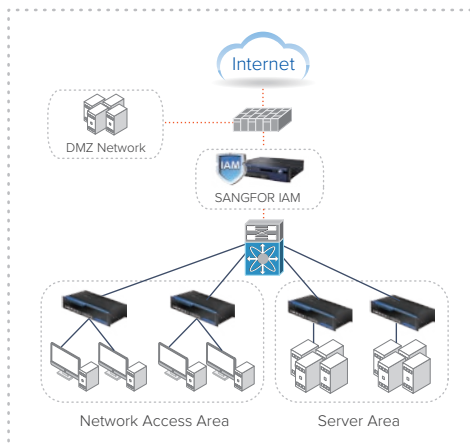 Internet
DMZ Network
IAM
SANGFOR IAM
Network Access Area
Server Area